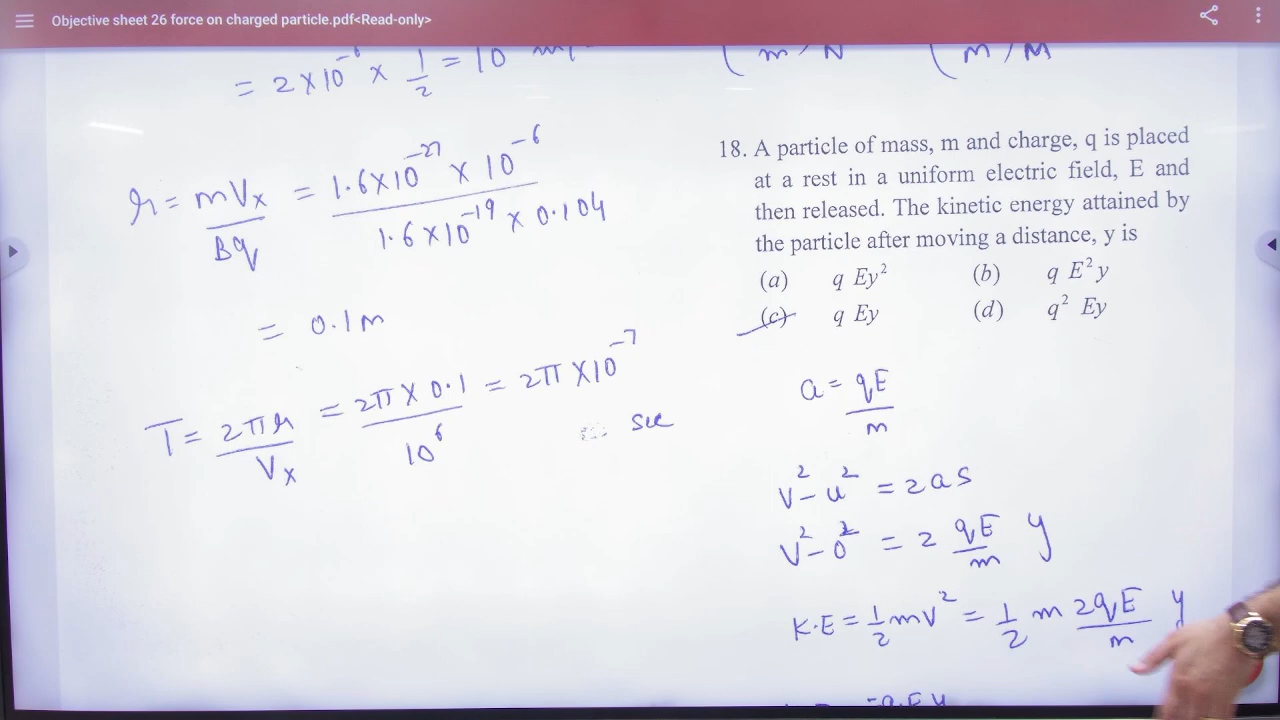 Objective sheet 26 force on charged particle.pdf<Read-only>
= 2×10⁻⁶ × 1/2 = 10
r = mVx/Bq = 1.6×10⁻²⁷ × 10⁻⁶ / 1.6×10⁻¹⁹ × 0.104
= 0.1m
T = 2πr/Vx = 2π × 0.1/10⁶ = 2π×10⁻⁷ sec
18. A particle of mass, m and charge, q is placed
at a rest in a uniform electric field, E and
then released. The kinetic energy attained by
the particle after moving a distance, y is
(a) q Ey² (b) q E²y
(c) q Ey (d) q² Ey
a = qE/m
V² - u² = 2as
V² - 0² = 2 qE/m y
K.E = 1/2 mv² = 1/2 m 2qE/m y